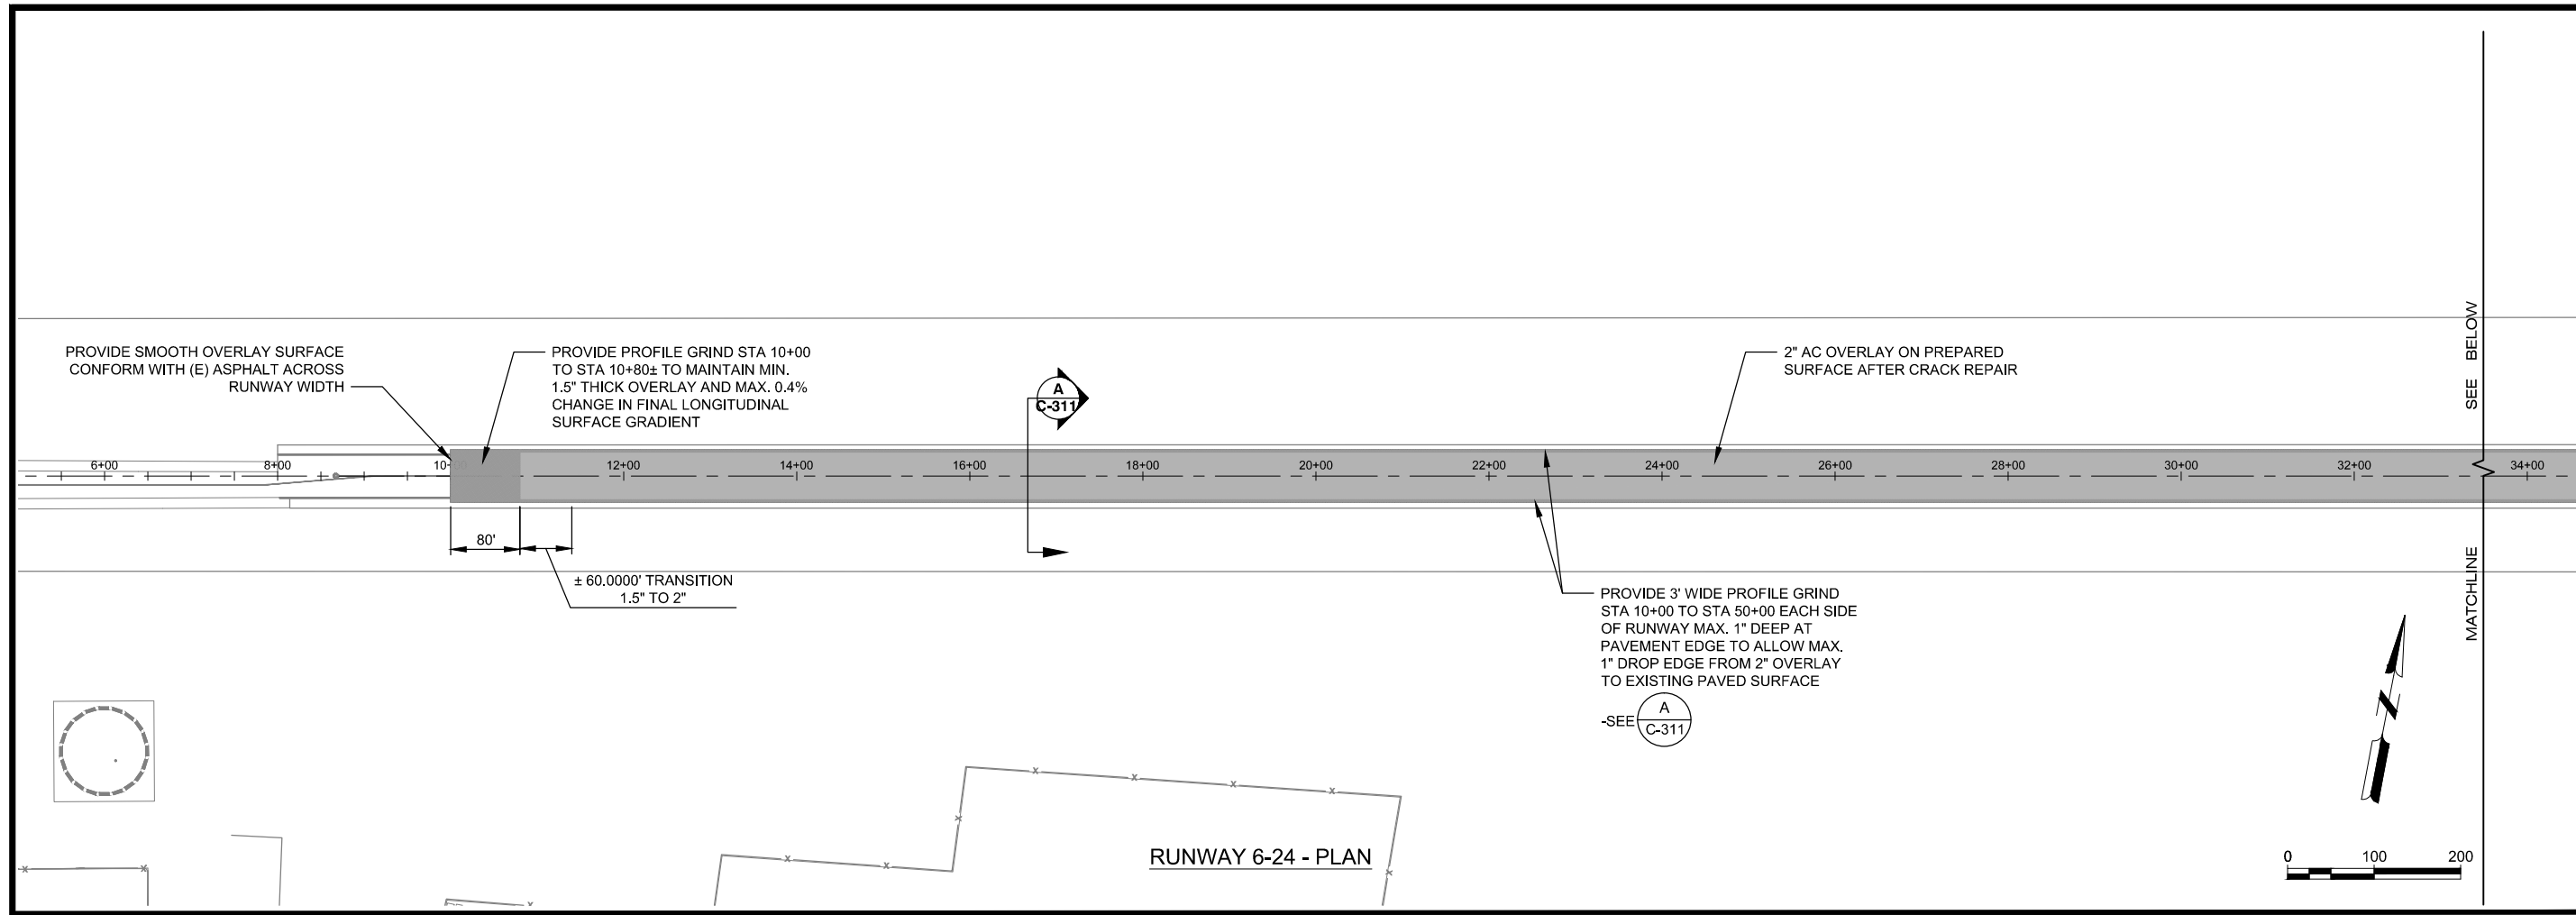 PROVIDE SMOOTH OVERLAY SURFACE
CONFORM WITH (E) ASPHALT ACROSS
RUNWAY WIDTH
PROVIDE PROFILE GRIND STA 10+00
TO STA 10+80± TO MAINTAIN MIN.
1.5" THICK OVERLAY AND MAX. 0.4%
CHANGE IN FINAL LONGITUDINAL
SURFACE GRADIENT
A
C-311
2" AC OVERLAY ON PREPARED
SURFACE AFTER CRACK REPAIR
MATCHLINE SEE BELOW
6+00 8+00 10+ 12+00 14+00 16+00 18+00 20+00 22+00 24+00 26+00 28+00 30+00 32+00 34+00
80'
± 60.0000' TRANSITION
1.5" TO 2"
PROVIDE 3' WIDE PROFILE GRIND
STA 10+00 TO STA 50+00 EACH SIDE
OF RUNWAY MAX. 1" DEEP AT
PAVEMENT EDGE TO ALLOW MAX.
1" DROP EDGE FROM 2" OVERLAY
TO EXISTING PAVED SURFACE
-SEE A
C-311
N
RUNWAY 6-24 - PLAN
0 100 200